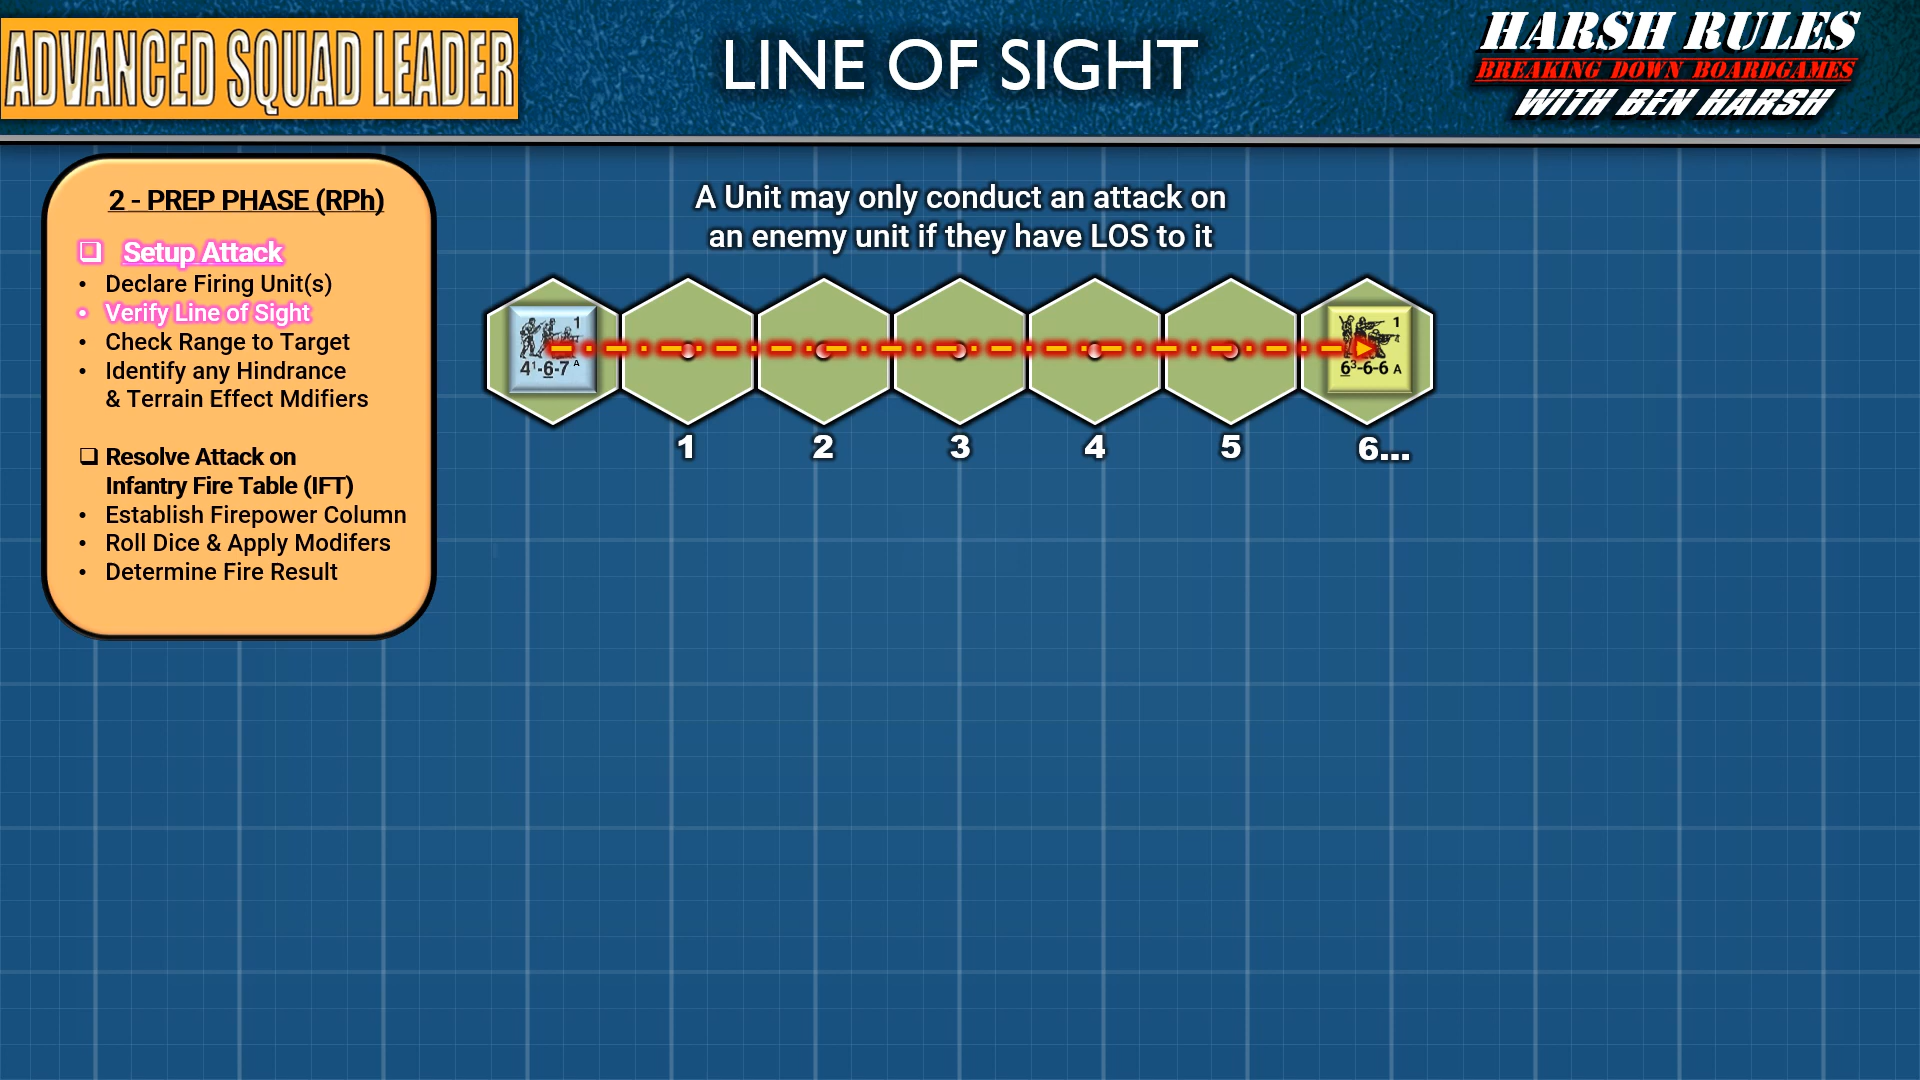 ADVANCED SQUAD LEADER
LINE OF SIGHT
HARSH RULES
BREAKING DOWN BOARDGAMES
WITH BEN HARSH
2 - PREP PHASE (RPh)
❑ Setup Attack
• Declare Firing Unit(s)
• Verify Line of Sight
• Check Range to Target
• Identify any Hindrance
& Terrain Effect Mdifiers
❑ Resolve Attack on
Infantry Fire Table (IFT)
• Establish Firepower Column
• Roll Dice & Apply Modifers
• Determine Fire Result
A Unit may only conduct an attack on
an enemy unit if they have LOS to it
1
4¹-6-7 A
1
6³-6-6 A
1 2 3 4 5 6...